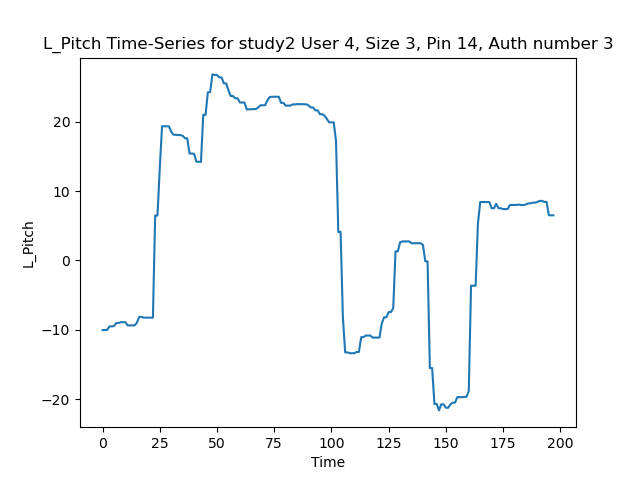 L_Pitch Time-Series for study2 User 4, Size 3, Pin 14, Auth number 3
L_Pitch
20
10
0
−10
−20
0 25 50 75 100 125 150 175 200
Time